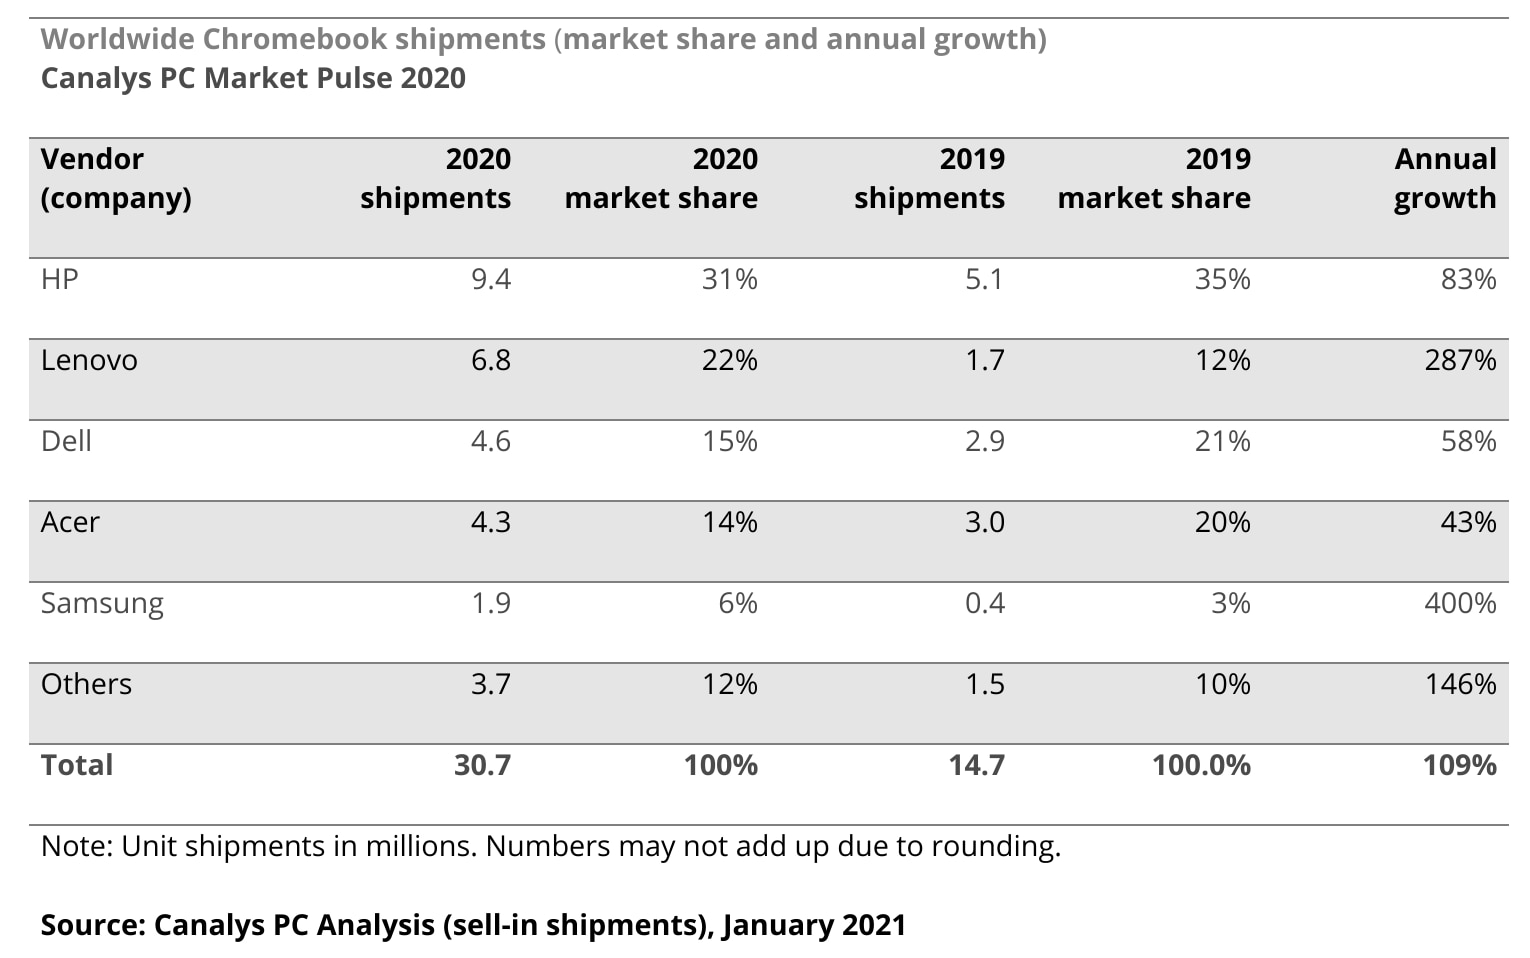 Worldwide Chromebook shipments (market share and annual growth)
Canalys PC Market Pulse 2020
Vendor (company) 2020 shipments 2020 market share 2019 shipments 2019 market share Annual growth
HP 9.4 31% 5.1 35% 83%
Lenovo 6.8 22% 1.7 12% 287%
Dell 4.6 15% 2.9 21% 58%
Acer 4.3 14% 3.0 20% 43%
Samsung 1.9 6% 0.4 3% 400%
Others 3.7 12% 1.5 10% 146%
Total 30.7 100% 14.7 100.0% 109%
Note: Unit shipments in millions. Numbers may not add up due to rounding.
Source: Canalys PC Analysis (sell-in shipments), January 2021